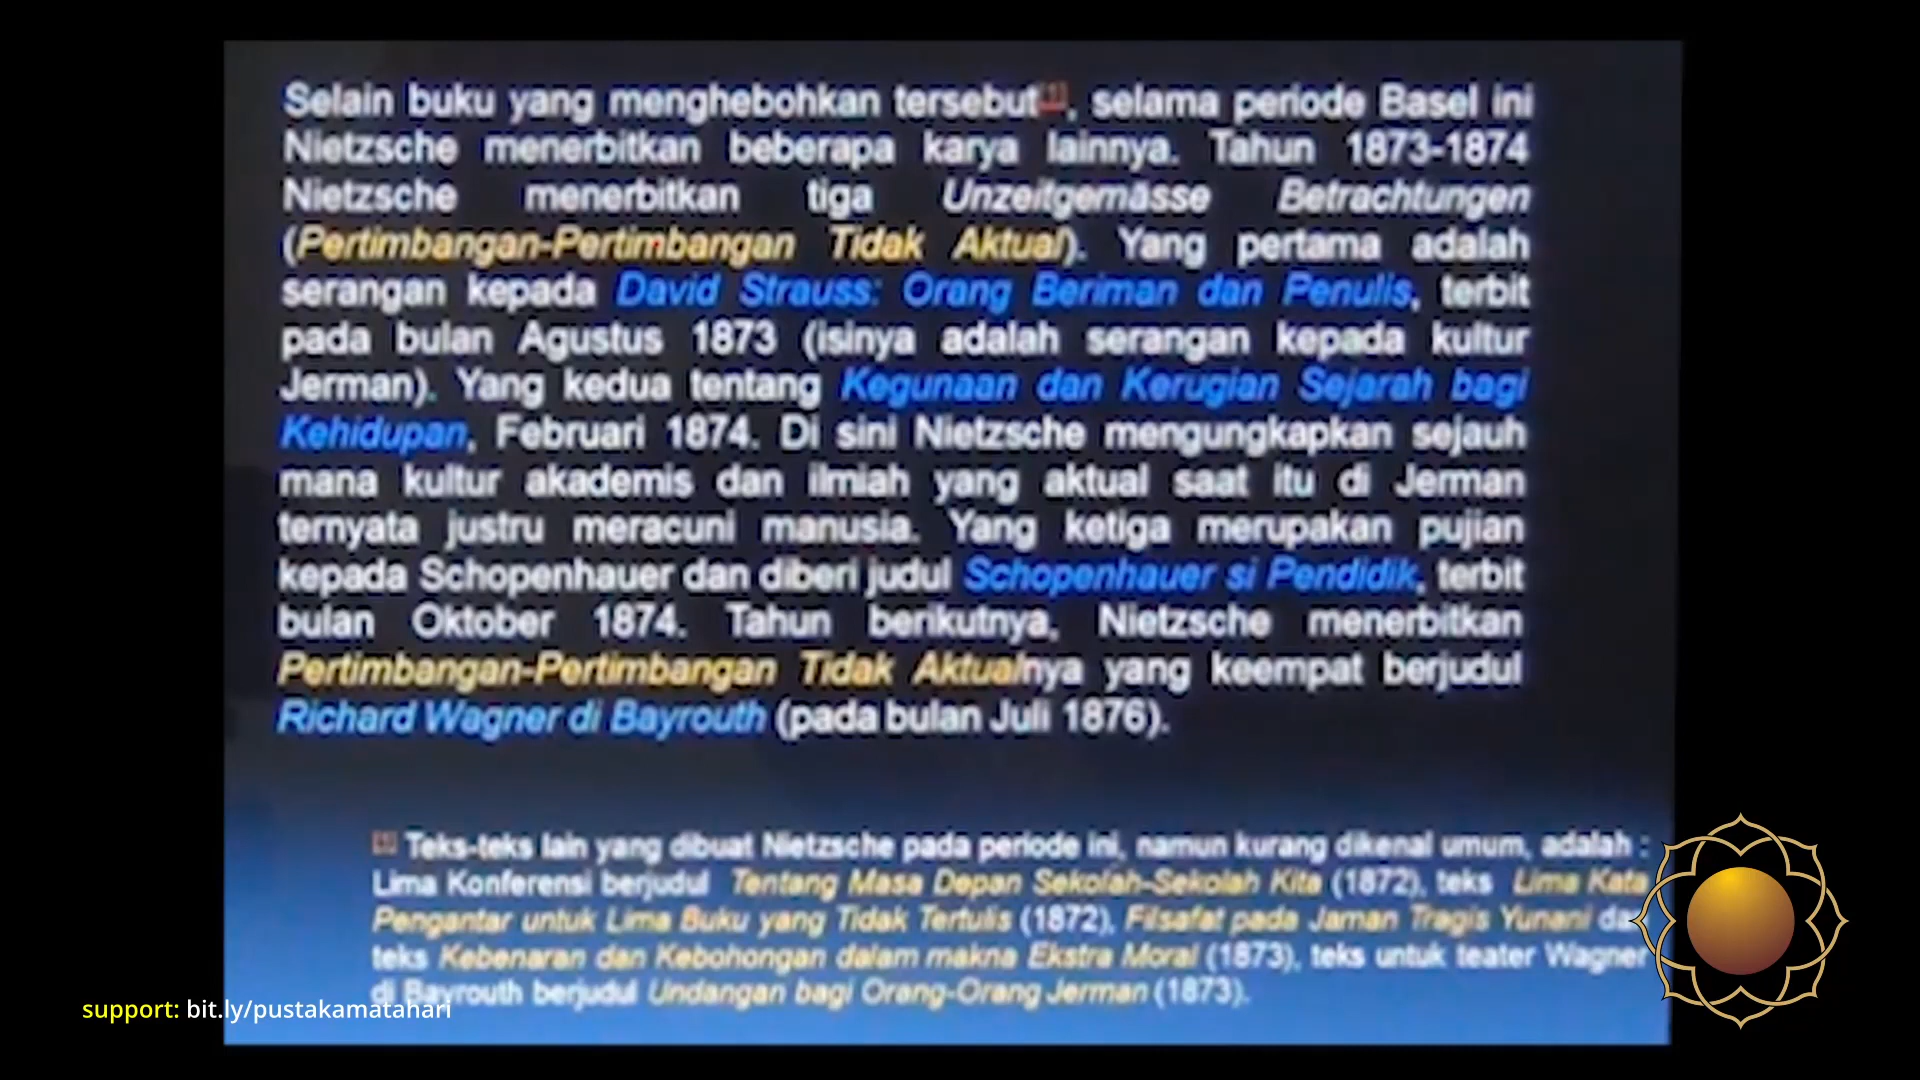 Selain buku yang menghebohkan tersebut[1], selama periode Basel ini
Nietzsche menerbitkan beberapa karya lainnya. Tahun 1873-1874
Nietzsche menerbitkan tiga Unzeitgemässe Betrachtungen
(Pertimbangan-Pertimbangan Tidak Aktual). Yang pertama adalah
serangan kepada David Strauss: Orang Beriman dan Penulis, terbit
pada bulan Agustus 1873 (isinya adalah serangan kepada kultur
Jerman). Yang kedua tentang Kegunaan dan Kerugian Sejarah bagi
Kehidupan, Februari 1874. Di sini Nietzsche mengungkapkan sejauh
mana kultur akademis dan ilmiah yang aktual saat itu di Jerman
ternyata justru meracuni manusia. Yang ketiga merupakan pujian
kepada Schopenhauer dan diberi judul Schopenhauer si Pendidik, terbit
bulan Oktober 1874. Tahun berikutnya, Nietzsche menerbitkan
Pertimbangan-Pertimbangan Tidak Aktualnya yang keempat berjudul
Richard Wagner di Bayrouth (pada bulan Juli 1876).
[1] Teks-teks lain yang dibuat Nietzsche pada periode ini, namun kurang dikenal umum, adalah :
Lima Konferensi berjudul Tentang Masa Depan Sekolah-Sekolah Kita (1872), teks Lima Kata
Pengantar untuk Lima Buku yang Tidak Tertulis (1872), Filsafat pada Jaman Tragis Yunani da
teks Kebenaran dan Kebohongan dalam makna Ekstra Moral (1873), teks untuk teater Wagner
di Bayrouth berjudul Undangan bagi Orang-Orang Jerman (1873).
support: bit.ly/pustakamatahari